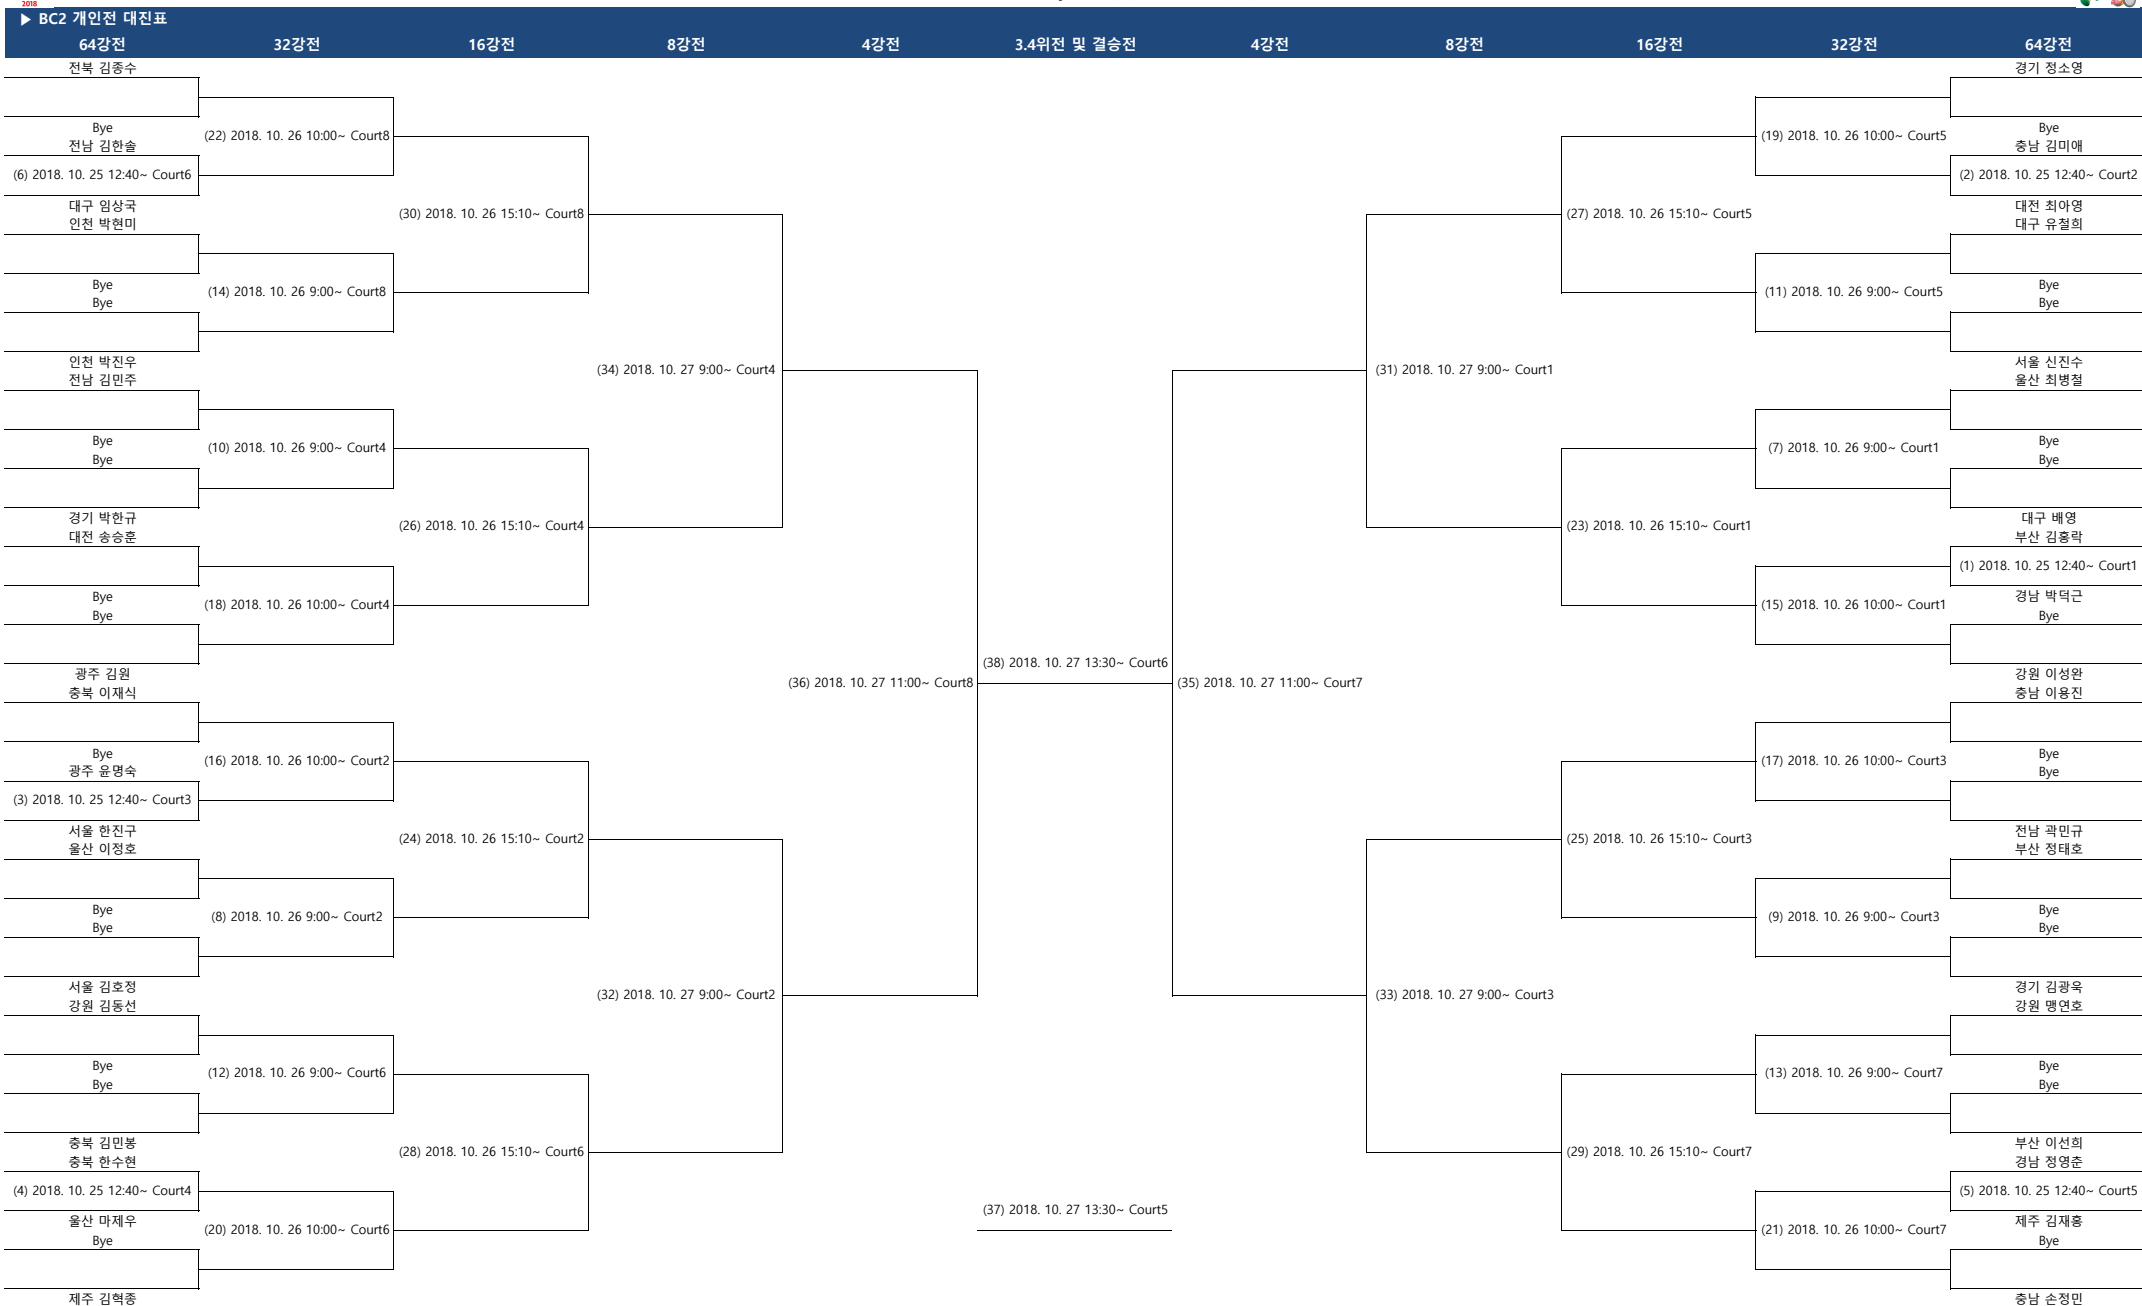 2018
▶ BC2 개인전 대진표
64강전 32강전 16강전 8강전 4강전 3.4위전 및 결승전 4강전 8강전 16강전 32강전 64강전
전북 김종수 경기 정소영
Bye (22) 2018. 10. 26 10:00~ Court8 (19) 2018. 10. 26 10:00~ Court5 Bye
전남 김한솔 충남 김미애
(6) 2018. 10. 25 12:40~ Court6 (2) 2018. 10. 25 12:40~ Court2
대구 임상국 (30) 2018. 10. 26 15:10~ Court8 (27) 2018. 10. 26 15:10~ Court5 대전 최아영
인천 박현미 대구 유철희
Bye (14) 2018. 10. 26 9:00~ Court8 (11) 2018. 10. 26 9:00~ Court5 Bye
Bye Bye
인천 박진우 (34) 2018. 10. 27 9:00~ Court4 (31) 2018. 10. 27 9:00~ Court1 서울 신진수
전남 김민주 울산 최병철
Bye (10) 2018. 10. 26 9:00~ Court4 (7) 2018. 10. 26 9:00~ Court1 Bye
Bye Bye
경기 박한규 (26) 2018. 10. 26 15:10~ Court4 (23) 2018. 10. 26 15:10~ Court1 대구 배영
대전 송승훈 부산 김홍락
(1) 2018. 10. 25 12:40~ Court1
Bye (18) 2018. 10. 26 10:00~ Court4 (15) 2018. 10. 26 10:00~ Court1 경남 박덕근
Bye Bye
(38) 2018. 10. 27 13:30~ Court6
광주 김원 (36) 2018. 10. 27 11:00~ Court8 (35) 2018. 10. 27 11:00~ Court7 강원 이성완
충북 이재식 충남 이용진
Bye (16) 2018. 10. 26 10:00~ Court2 (17) 2018. 10. 26 10:00~ Court3 Bye
광주 윤명숙 Bye
(3) 2018. 10. 25 12:40~ Court3
서울 한진구 (24) 2018. 10. 26 15:10~ Court2 (25) 2018. 10. 26 15:10~ Court3 전남 곽민규
울산 이정호 부산 정태호
Bye (8) 2018. 10. 26 9:00~ Court2 (9) 2018. 10. 26 9:00~ Court3 Bye
Bye Bye
서울 김호정 (32) 2018. 10. 27 9:00~ Court2 (33) 2018. 10. 27 9:00~ Court3 경기 김광욱
강원 김동선 강원 맹연호
Bye (12) 2018. 10. 26 9:00~ Court6 (13) 2018. 10. 26 9:00~ Court7 Bye
Bye Bye
충북 김민봉 (28) 2018. 10. 26 15:10~ Court6 (29) 2018. 10. 26 15:10~ Court7 부산 이선희
충북 한수현 경남 정영춘
(4) 2018. 10. 25 12:40~ Court4 (5) 2018. 10. 25 12:40~ Court5
(37) 2018. 10. 27 13:30~ Court5
울산 마제우 (20) 2018. 10. 26 10:00~ Court6 (21) 2018. 10. 26 10:00~ Court7 제주 김재홍
Bye Bye
제주 김혁종 충남 손정민